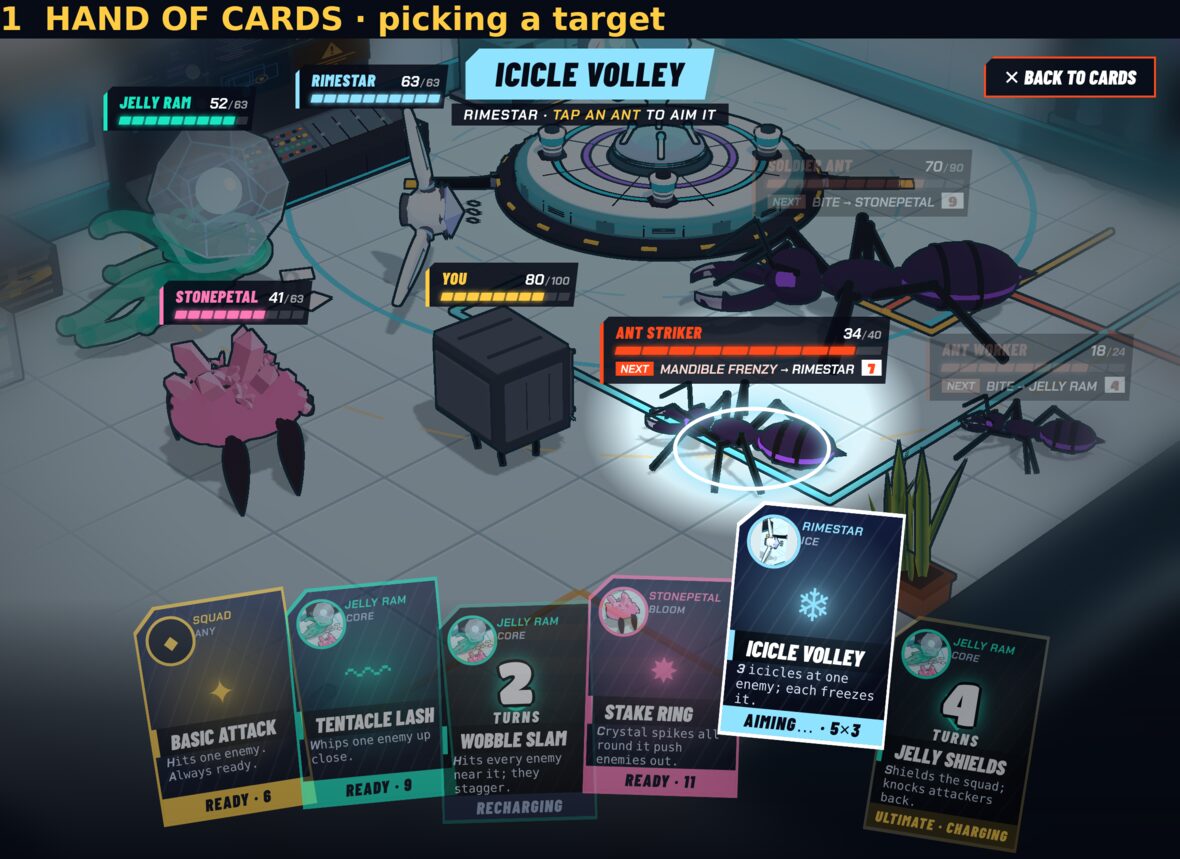 1 HAND OF CARDS · picking a target
ICICLE VOLLEY
RIMESTAR · TAP AN ANT TO AIM IT
× BACK TO CARDS
JELLY RAM 52/63
RIMESTAR 63/63
SOLDIER ANT 70/90
NEXT BITE → STONEPETAL 9
STONEPETAL 41/63
YOU 80/100
ANT STRIKER 34/40
NEXT MANDIBLE FRENZY → RIMESTAR 7
ANT WORKER 18/24
NEXT BITE → JELLY RAM 4
SQUAD
ANY
BASIC ATTACK
Hits one enemy.
Always ready.
READY · 6
JELLY RAM
CORE
TENTACLE LASH
Whips one enemy up
close.
READY · 9
JELLY RAM
CORE
2
TURNS
WOBBLE SLAM
Hits every enemy
near it; they
stagger.
RECHARGING
STONEPETAL
BLOOM
STAKE RING
Crystal spikes all
round it push
enemies out.
READY · 11
RIMESTAR
ICE
ICICLE VOLLEY
3 icicles at one
enemy; each freezes
it.
AIMING... · 5×3
JELLY RAM
CORE
4
TURNS
JELLY SHIELDS
Shields the squad;
knocks attackers
back.
ULTIMATE · CHARGING